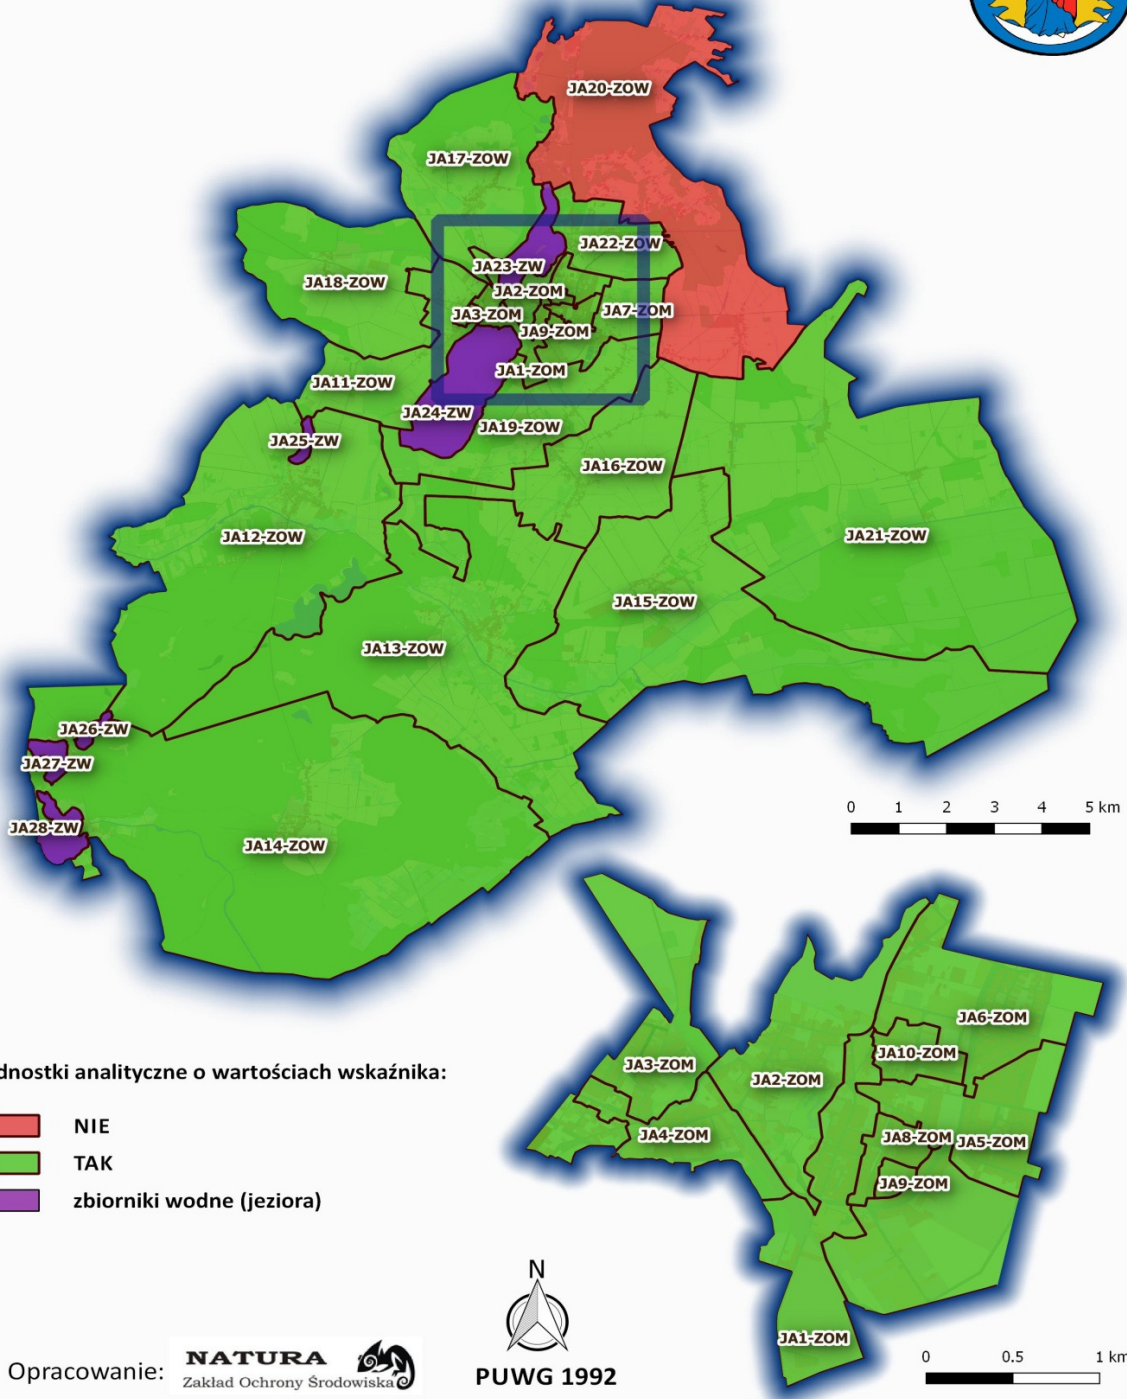 JA20-ZOW
JA17-ZOW
JA22-ZOW
JA23-ZW
JA18-ZOW
JA2-ZOM
JA3-ZOM
JA7-ZOM
JA9-ZOM
JA1-ZOM
JA11-ZOW
JA24-ZW
JA19-ZOW
JA25-ZW
JA16-ZOW
JA12-ZOW
JA21-ZOW
JA15-ZOW
JA13-ZOW
JA26-ZW
JA27-ZW
JA28-ZW
JA14-ZOW
0 1 2 3 4 5 km
JA6-ZOM
JA10-ZOM
JA3-ZOM
JA2-ZOM
JA4-ZOM
JA8-ZOM
JA5-ZOM
JA9-ZOM
JA1-ZOM
dnostki analityczne o wartościach wskaźnika:
NIE
TAK
zbiorniki wodne (jeziora)
N
PUWG 1992
Opracowanie:
NATURA
Zakład Ochrony Środowiska
0 0.5 1 km